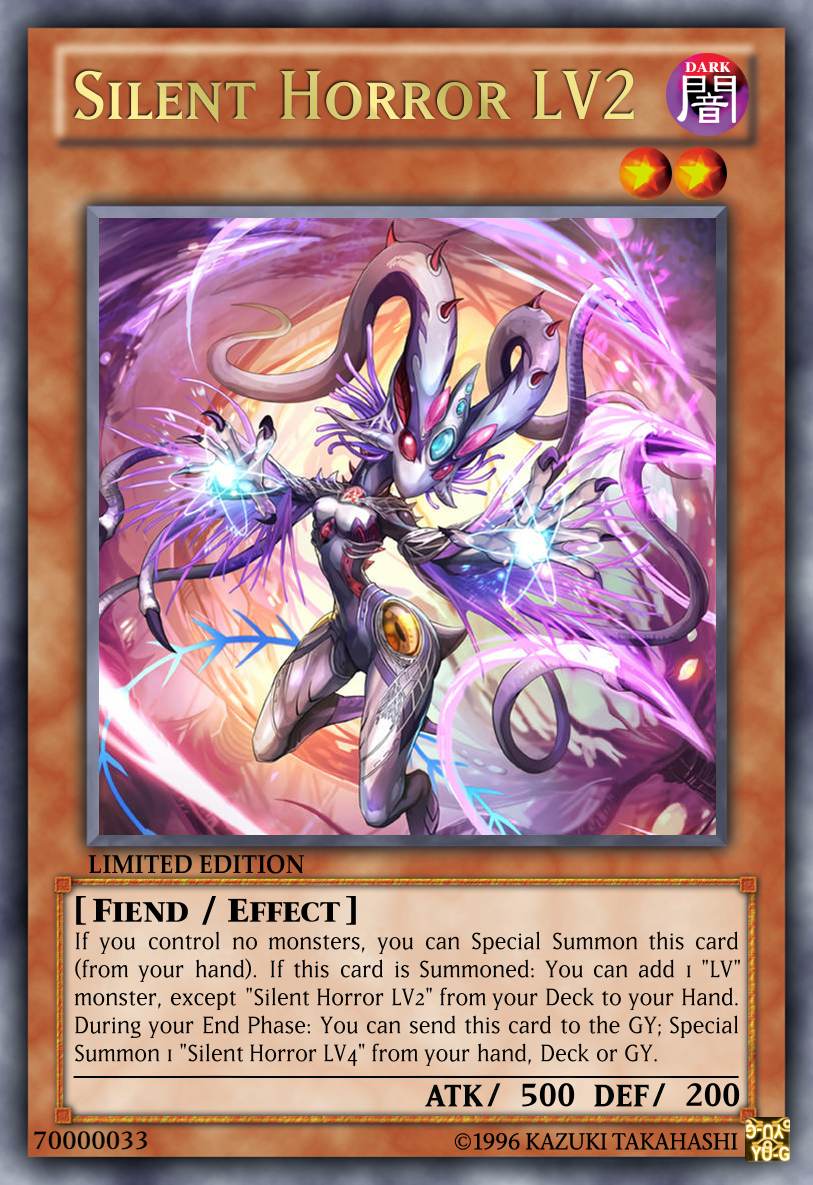 SILENT HORROR LV2
DARK
闇
LIMITED EDITION
[ FIEND / EFFECT ]
If you control no monsters, you can Special Summon this card
(from your hand). If this card is Summoned: You can add 1 "LV"
monster, except "Silent Horror LV2" from your Deck to your Hand.
During your End Phase: You can send this card to the GY; Special
Summon 1 "Silent Horror LV4" from your hand, Deck or GY.
ATK/ 500 DEF/ 200
70000033
©1996 KAZUKI TAKAHASHI